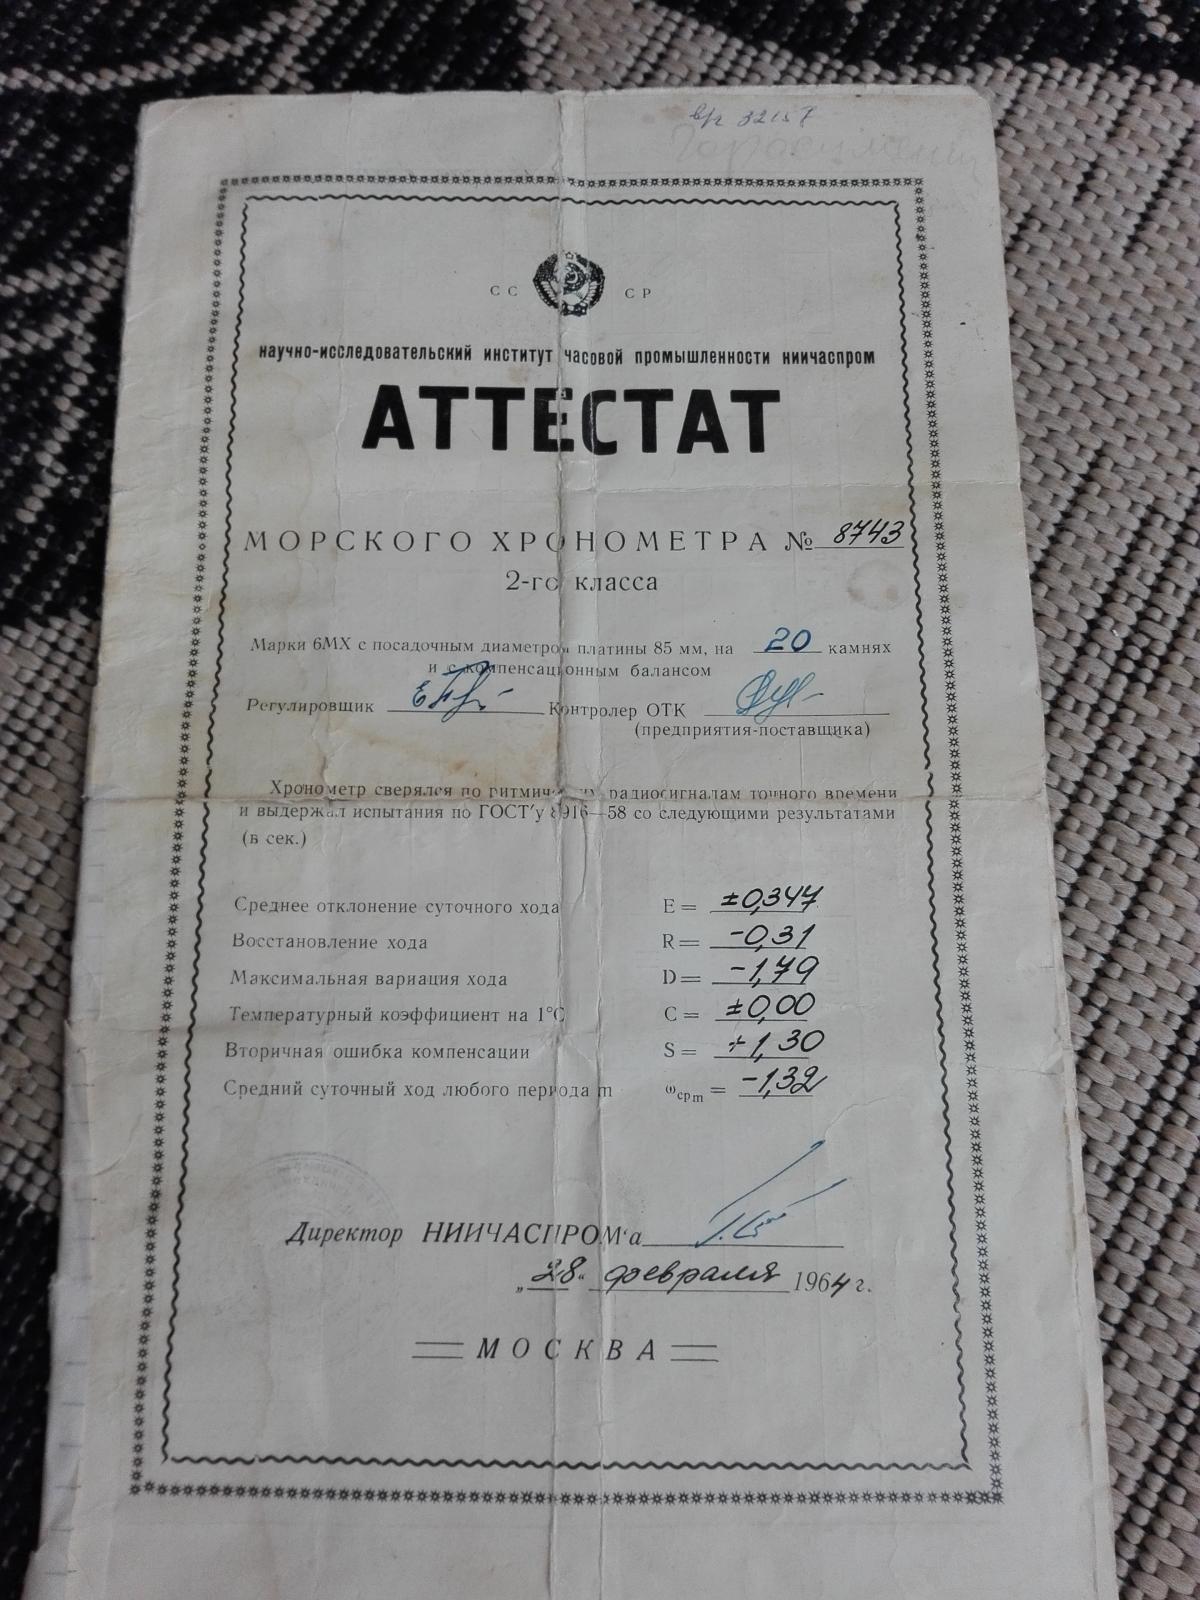 вр 32157
СС СР
научно-исследовательский институт часовой промышленности ниичаспром
АТТЕСТАТ
МОРСКОГО ХРОНОМЕТРА № 8743
2-го класса
Марки 6МХ с посадочным диаметром платины 85 мм, на 20 камнях
и с компенсационным балансом
Регулировщик Контролер ОТК
(предприятия-поставщика)
Хронометр сверялся по ритмическим радиосигналам точного времени
и выдержал испытания по ГОСТ'у 8916—58 со следующими результатами
(в сек.)
Среднее отклонение суточного хода E = ±0,347
Восстановление хода R = -0,31
Максимальная вариация хода D = -1,79
Температурный коэффициент на 1°С C = ±0,00
Вторичная ошибка компенсации S = +1,30
Средний суточный ход любого периода m ωсрm = -1,32
Директор НИИЧАСПРОМ'а
„28“ февраля 1964 г.
МОСКВА